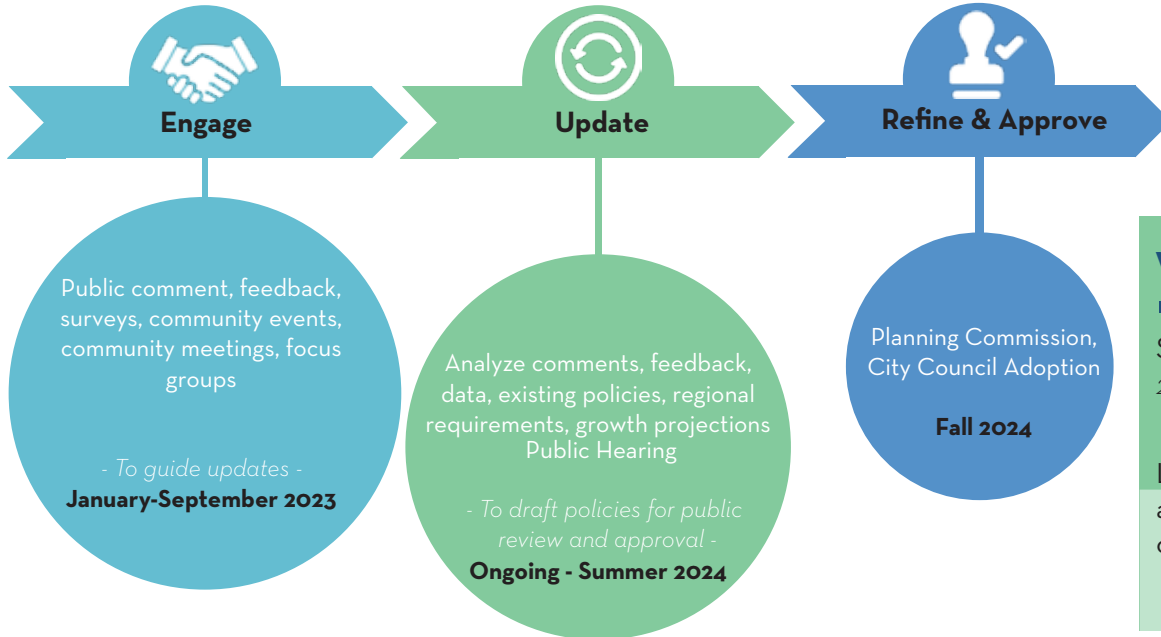 Engage
Public comment, feedback,
surveys, community events,
community meetings, focus
groups
- To guide updates -
January-September 2023
Update
Analyze comments, feedback,
data, existing policies, regional
requirements, growth projections
Public Hearing
- To draft policies for public
review and approval -
Ongoing - Summer 2024
Refine & Approve
Planning Commission,
City Council Adoption
Fall 2024